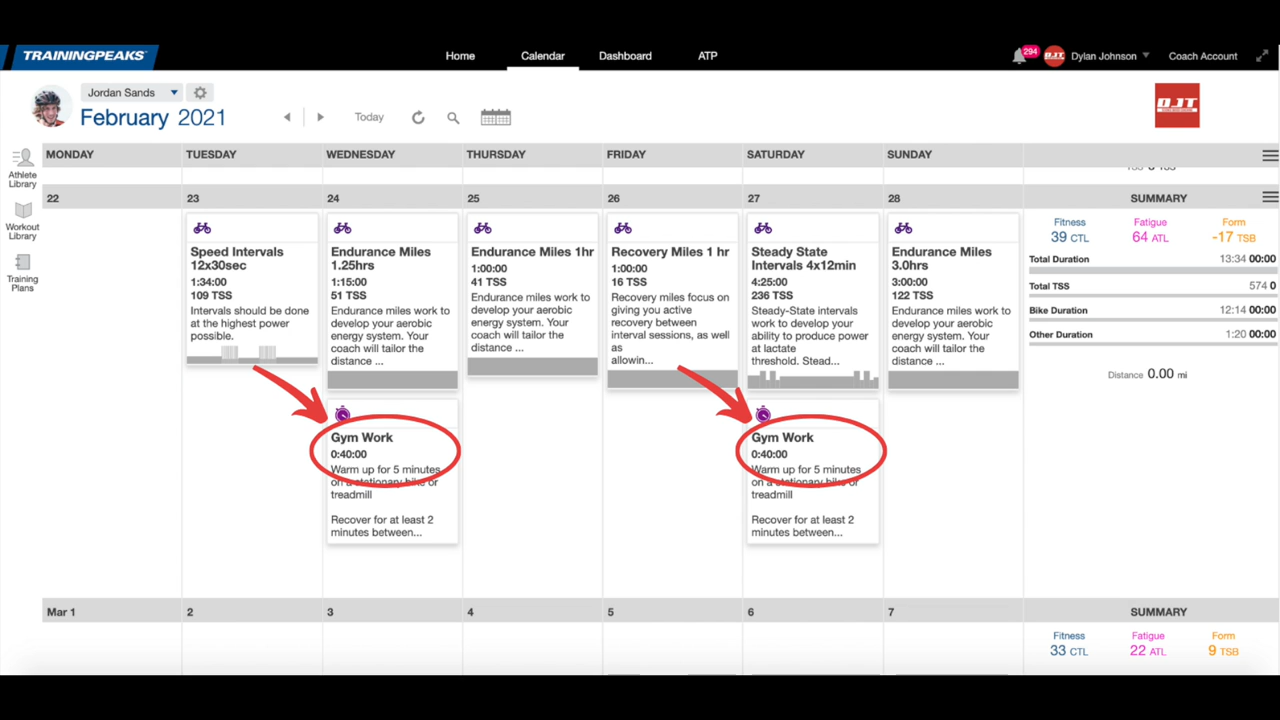 TRAININGPEAKS
Home
Calendar
Dashboard
ATP
294
DJT
Dylan Johnson
Coach Account
Jordan Sands
February 2021
Today
DJT
Athlete
Library
Workout
Library
Training
Plans
MONDAY
TUESDAY
WEDNESDAY
THURSDAY
FRIDAY
SATURDAY
SUNDAY
22
23
24
25
26
27
28
SUMMARY
Speed Intervals
12x30sec
1:34:00
109 TSS
Intervals should be done
at the highest power
possible.
Endurance Miles
1.25hrs
1:15:00
51 TSS
Endurance miles work to
develop your aerobic
energy system. Your
coach will tailor the
distance ...
Gym Work
0:40:00
Warm up for 5 minutes
on a stationary bike or
treadmill
Recover for at least 2
minutes between...
Endurance Miles 1hr
1:00:00
41 TSS
Endurance miles work to
develop your aerobic
energy system. Your
coach will tailor the
distance ...
Recovery Miles 1 hr
1:00:00
16 TSS
Recovery miles focus on
giving you active
recovery between
interval sessions, as well
as
allowin...
Steady State
Intervals 4x12min
4:25:00
236 TSS
Steady-State intervals
work to develop your
ability to produce power
at lactate
threshold. Stead...
Gym Work
0:40:00
Warm up for 5 minutes
on a stationary bike or
treadmill
Recover for at least 2
minutes between...
Endurance Miles
3.0hrs
3:00:00
122 TSS
Endurance miles work to
develop your aerobic
energy system. Your
coach will tailor the
distance ...
Fitness
39 CTL
Fatigue
64 ATL
Form
-17 TSB
Total Duration 13:34 00:00
Total TSS 574 0
Bike Duration 12:14 00:00
Other Duration 1:20 00:00
Distance 0.00 mi
Mar 1
2
3
4
5
6
7
SUMMARY
Fitness
33 CTL
Fatigue
22 ATL
Form
9 TSB